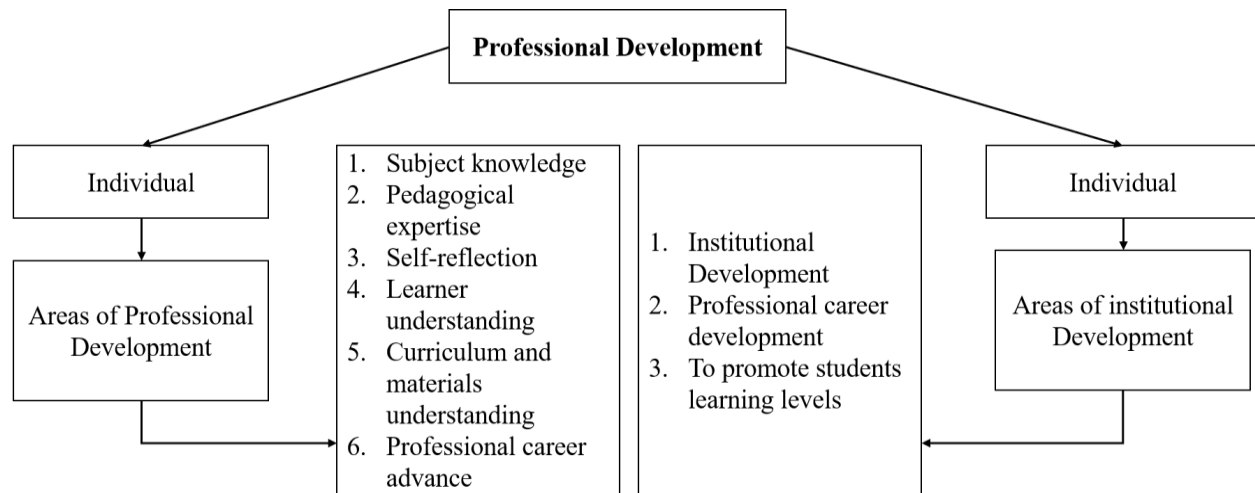 Professional Development
Individual
Areas of Professional
Development
1. Subject knowledge
2. Pedagogical
expertise
3. Self-reflection
4. Learner
understanding
5. Curriculum and
materials
understanding
6. Professional career
advance
1. Institutional
Development
2. Professional career
development
3. To promote students
learning levels
Individual
Areas of institutional
Development